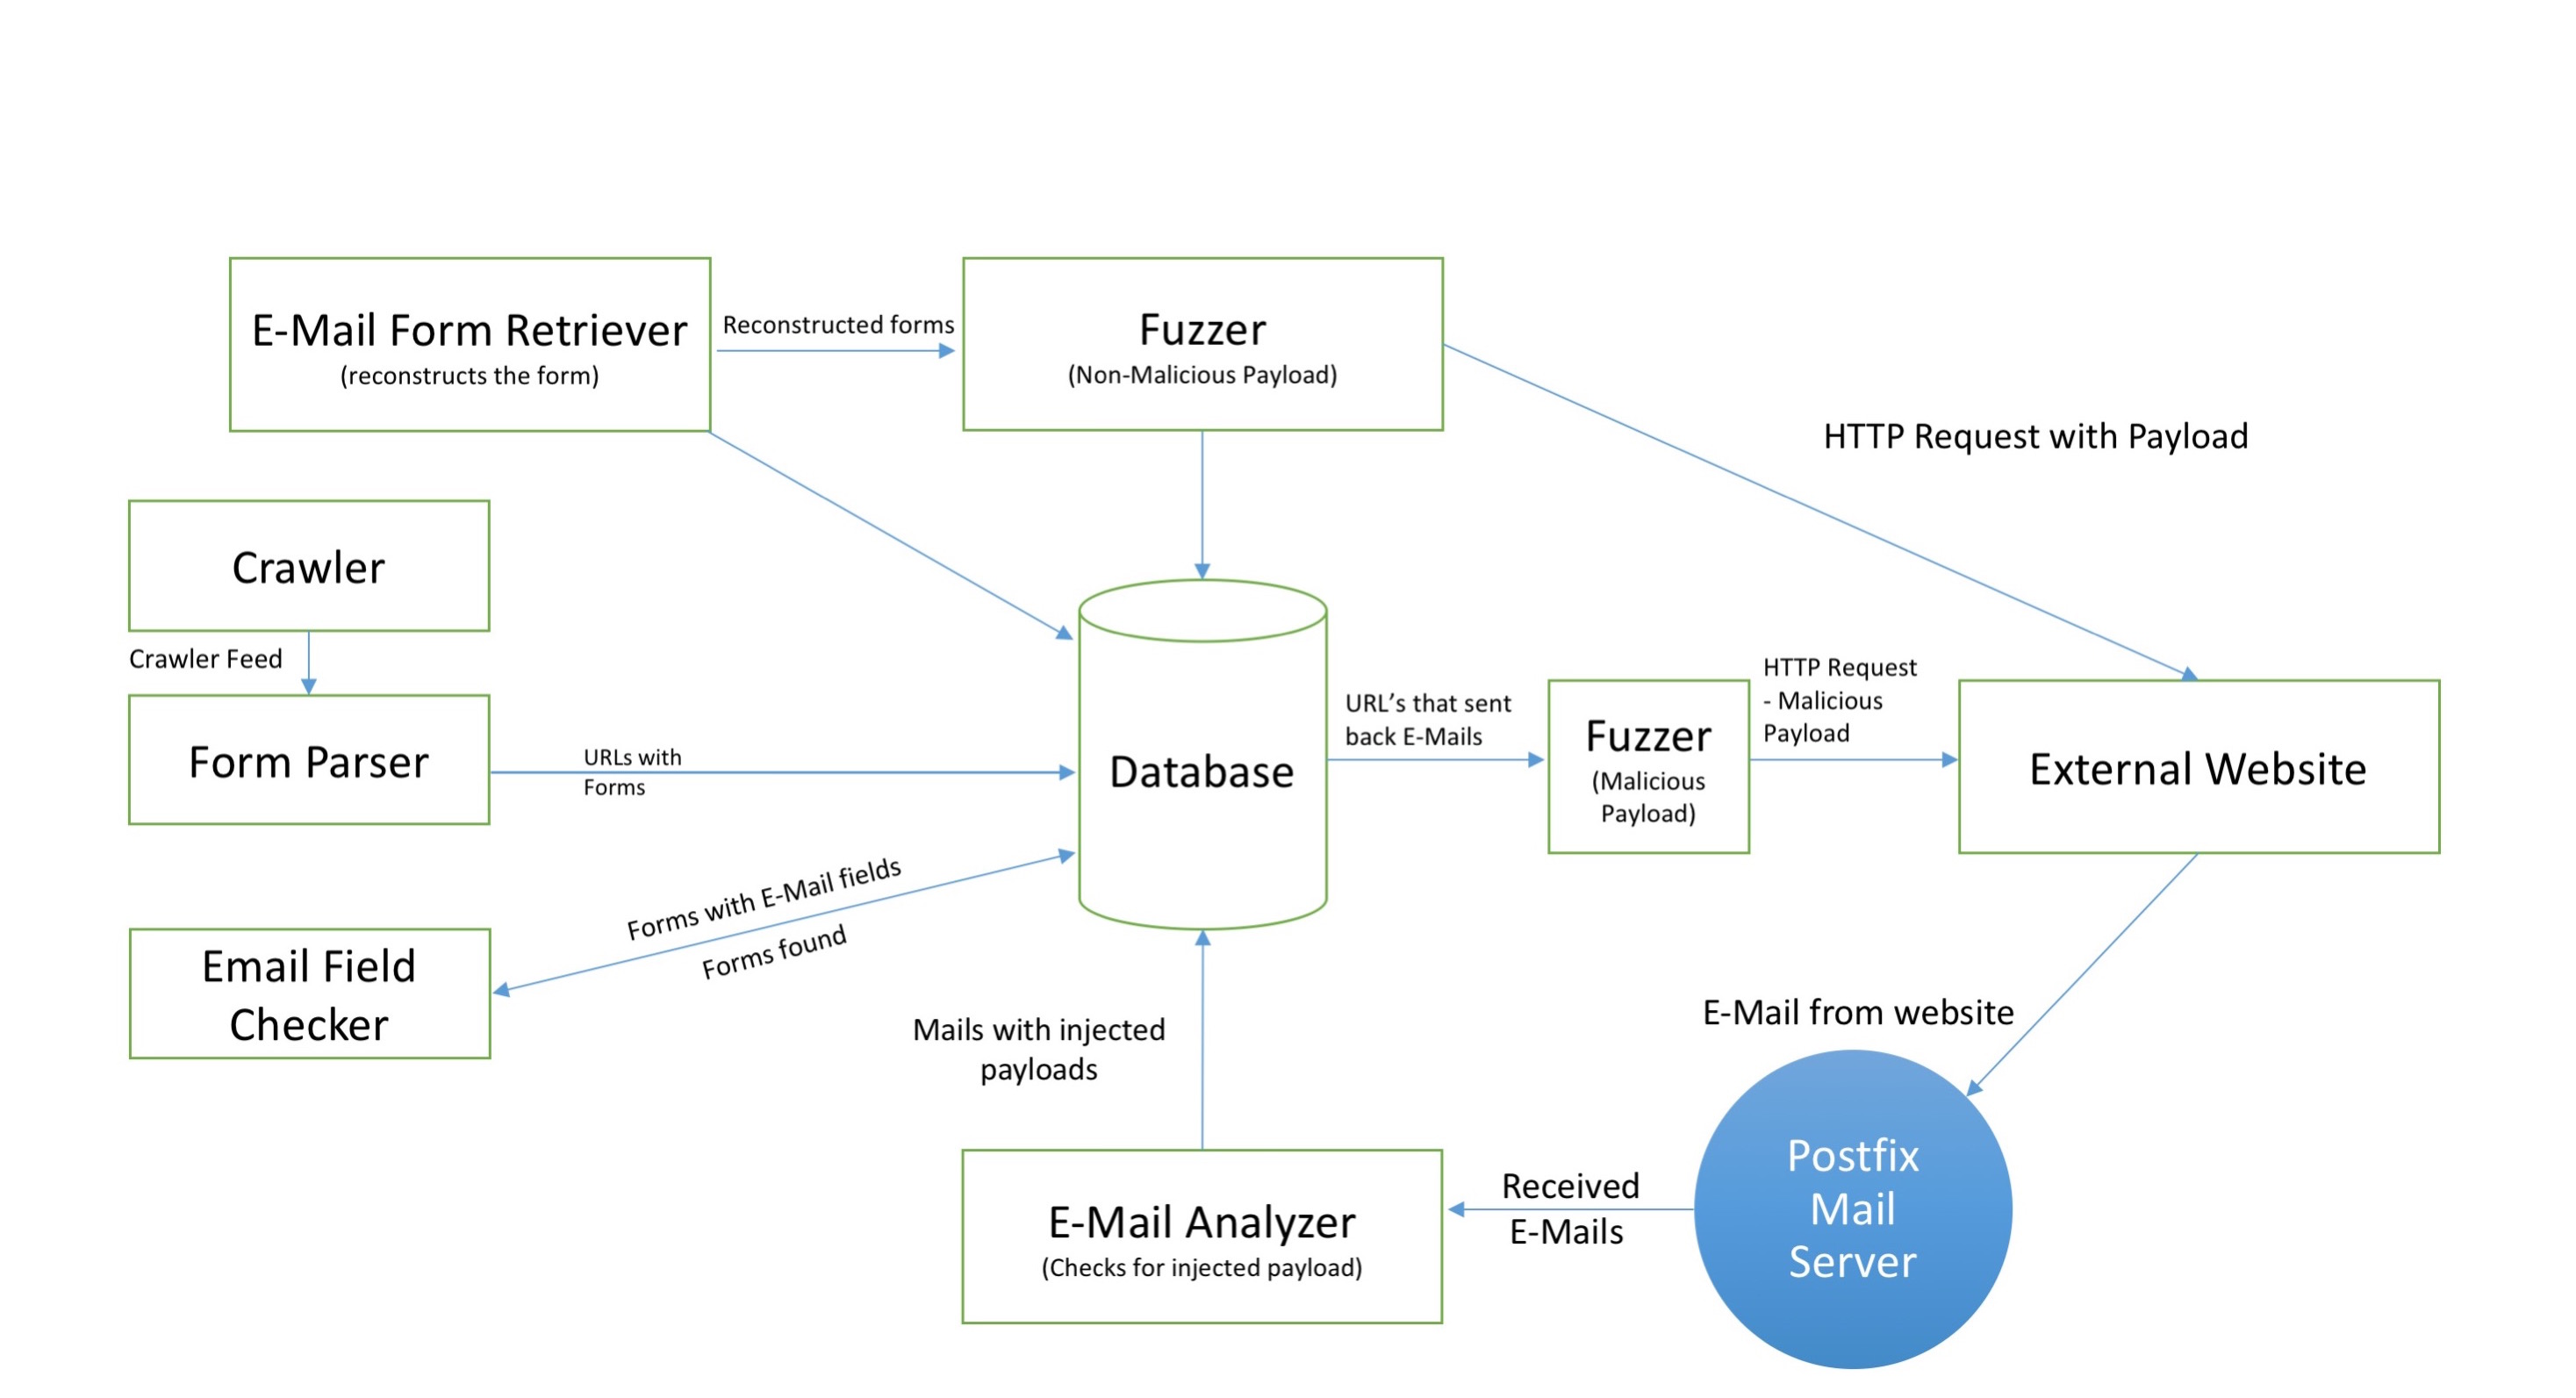 E-Mail Form Retriever
(reconstructs the form)
Reconstructed forms
Fuzzer
(Non-Malicious Payload)
HTTP Request with Payload
Crawler
Crawler Feed
Form Parser
URLs with
Forms
Database
URL’s that sent
back E-Mails
Fuzzer
(Malicious
Payload)
HTTP Request
- Malicious
Payload
External Website
Forms with E-Mail fields
Forms found
Email Field
Checker
Mails with injected
payloads
E-Mail from website
E-Mail Analyzer
(Checks for injected payload)
Received
E-Mails
Postfix
Mail
Server